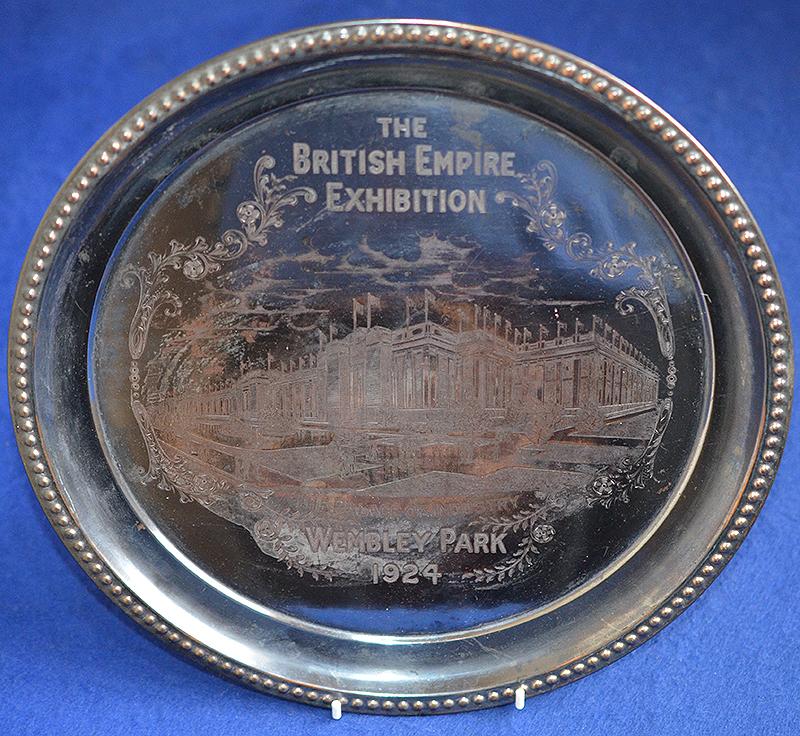 THE
BRITISH EMPIRE
EXHIBITION
WEMBLEY PARK
1924